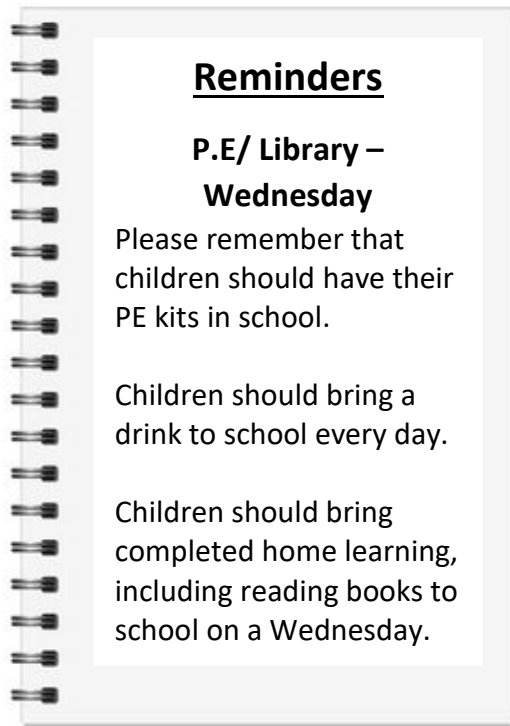 Reminders
P.E/ Library –
Wednesday
Please remember that
children should have their
PE kits in school.
Children should bring a
drink to school every day.
Children should bring
completed home learning,
including reading books to
school on a Wednesday.